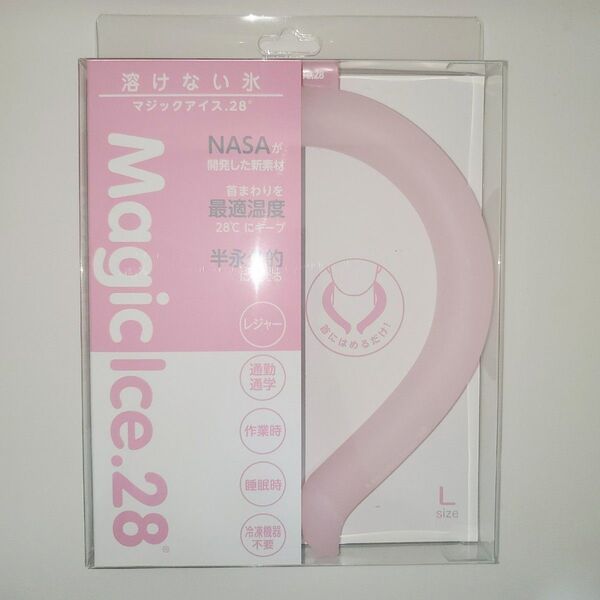 溶けない氷
マジックアイス.28°
Magic Ice.28®
NASAが
開発した新素材
首まわりを
最適温度
28℃にキープ
半永 的
レジャー
通勤
通学
作業時
睡眠時
冷凍機器
不要
.28
首にはめるだけ!
L
size